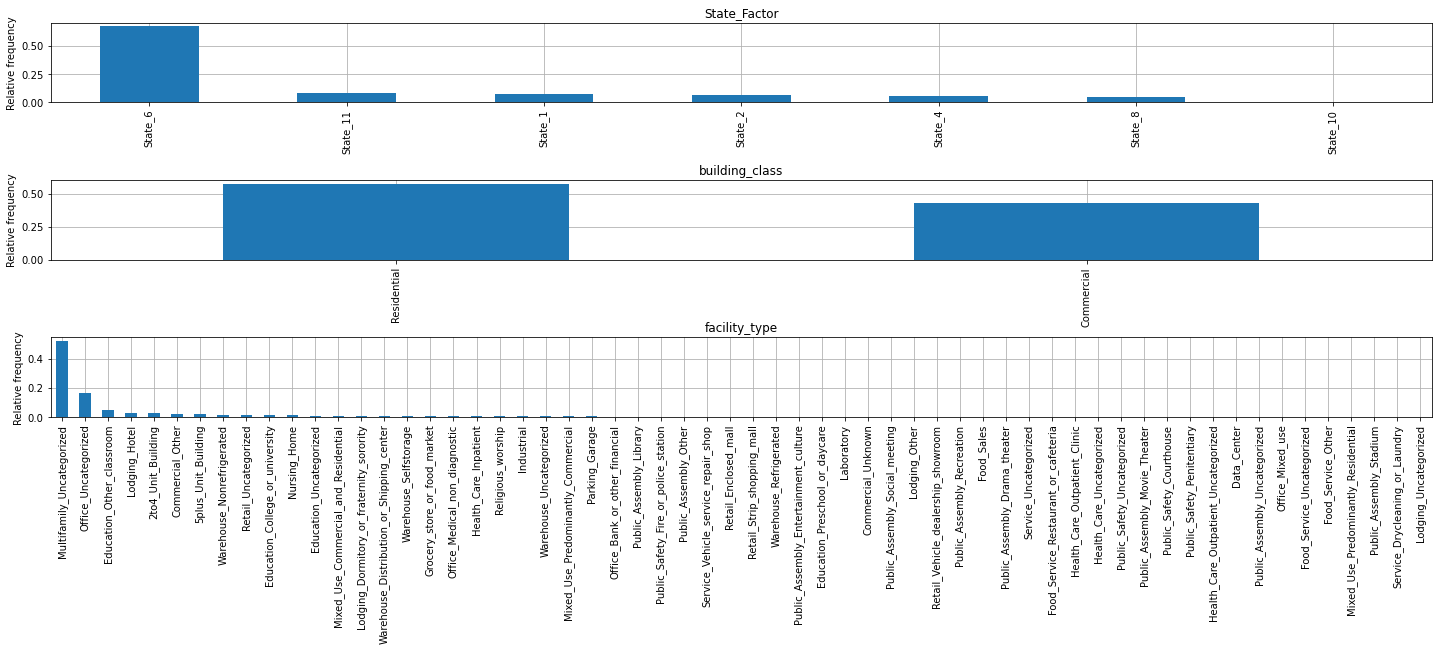 State_Factor
Relative frequency
0.50
0.25
0.00
State_6
State_11
State_1
State_2
State_4
State_8
State_10
building_class
Relative frequency
0.50
0.25
0.00
Residential
Commercial
facility_type
Relative frequency
0.4
0.2
0.0
Multifamily_Uncategorized
Office_Uncategorized
Education_Other_classroom
Lodging_Hotel
2to4_Unit_Building
Commercial_Other
5plus_Unit_Building
Warehouse_Nonrefrigerated
Retail_Uncategorized
Education_College_or_university
Nursing_Home
Education_Uncategorized
Mixed_Use_Commercial_and_Residential
Lodging_Dormitory_or_fraternity_sorority
Warehouse_Distribution_or_Shipping_center
Warehouse_Selfstorage
Grocery_store_or_food_market
Office_Medical_non_diagnostic
Health_Care_Inpatient
Religious_worship
Industrial
Warehouse_Uncategorized
Mixed_Use_Predominantly_Commercial
Parking_Garage
Office_Bank_or_other_financial
Public_Assembly_Library
Public_Safety_Fire_or_police_station
Public_Assembly_Other
Service_Vehicle_service_repair_shop
Retail_Enclosed_mall
Retail_Strip_shopping_mall
Warehouse_Refrigerated
Public_Assembly_Entertainment_culture
Education_Preschool_or_daycare
Laboratory
Commercial_Unknown
Public_Assembly_Social_meeting
Lodging_Other
Retail_Vehicle_dealership_showroom
Public_Assembly_Recreation
Food_Sales
Public_Assembly_Drama_theater
Service_Uncategorized
Food_Service_Restaurant_or_cafeteria
Health_Care_Outpatient_Clinic
Health_Care_Uncategorized
Public_Safety_Uncategorized
Public_Assembly_Movie_Theater
Public_Safety_Courthouse
Public_Safety_Penitentiary
Health_Care_Outpatient_Uncategorized
Data_Center
Public_Assembly_Uncategorized
Office_Mixed_use
Food_Service_Uncategorized
Food_Service_Other
Mixed_Use_Predominantly_Residential
Public_Assembly_Stadium
Service_Drycleaning_or_Laundry
Lodging_Uncategorized